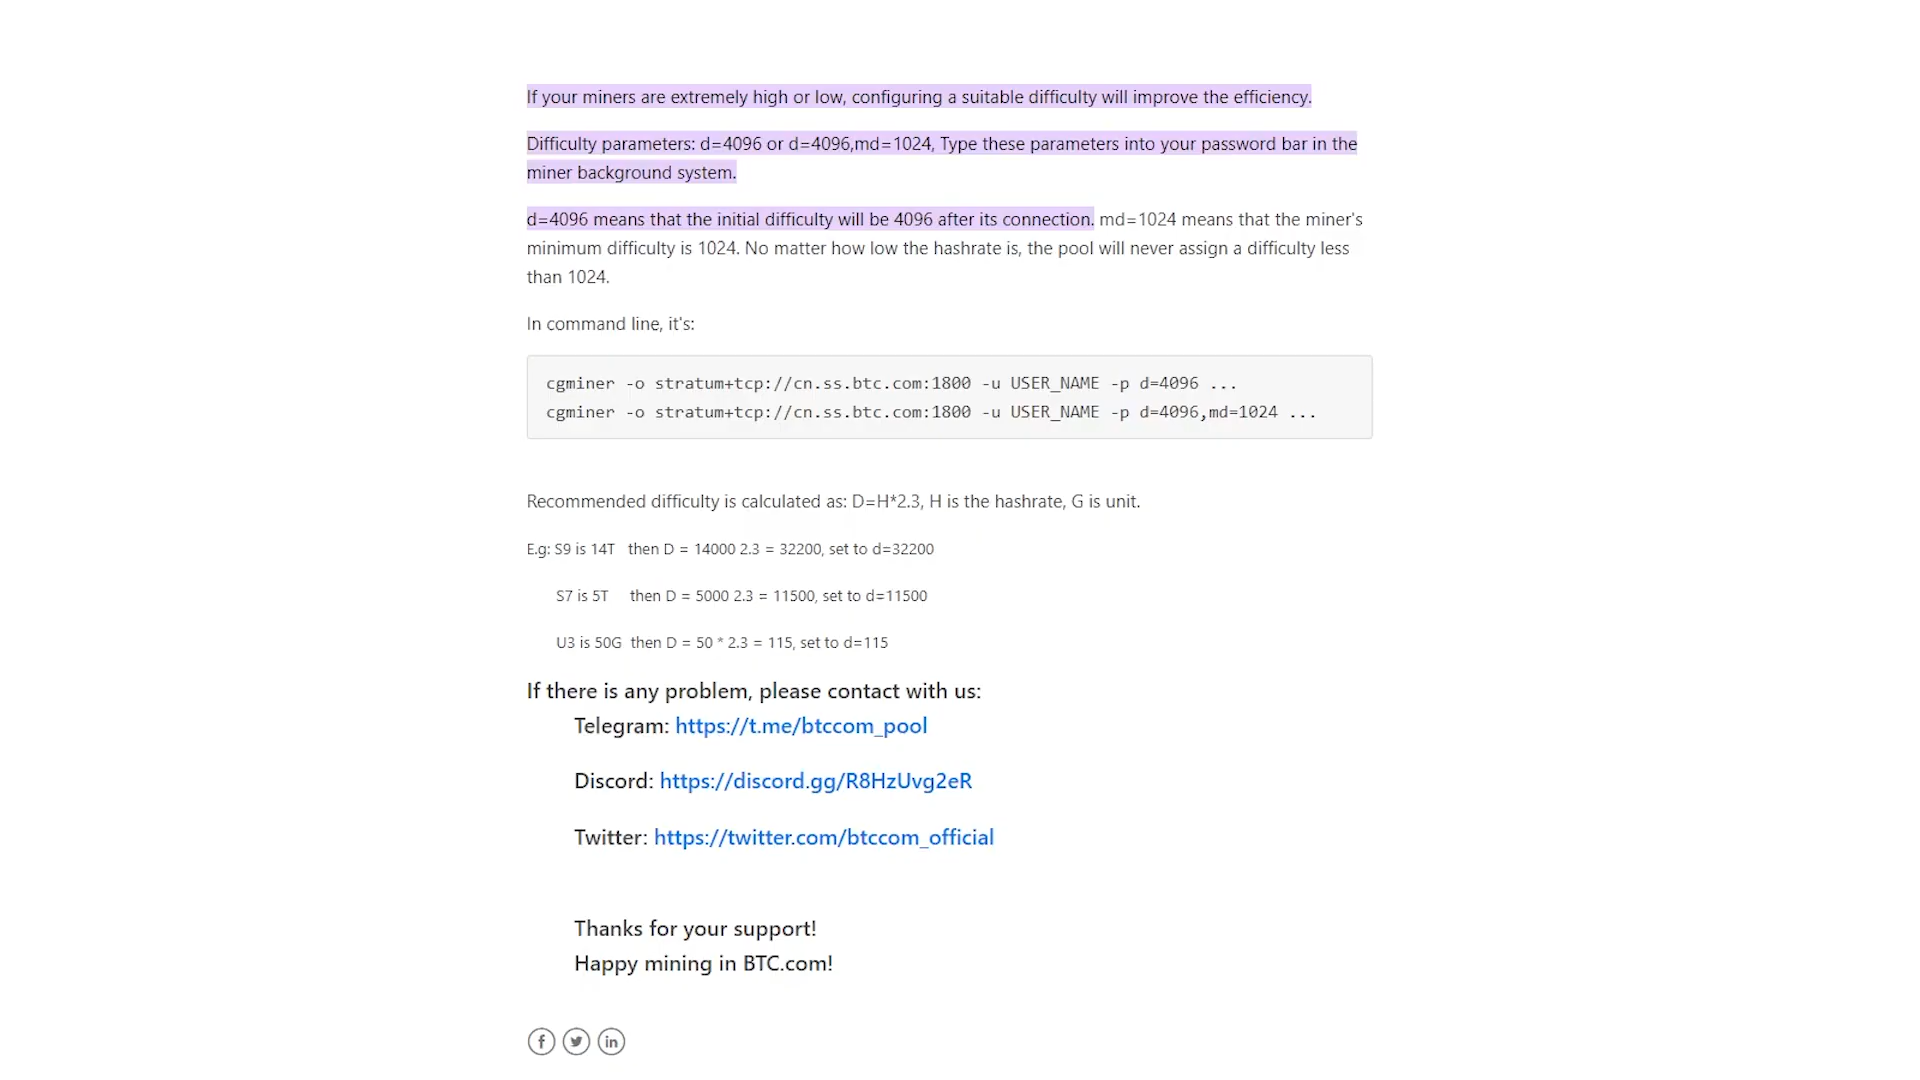 If your miners are extremely high or low, configuring a suitable difficulty will improve the efficiency.
Difficulty parameters: d=4096 or d=4096,md=1024, Type these parameters into your password bar in the
miner background system.
d=4096 means that the initial difficulty will be 4096 after its connection. md=1024 means that the miner's
minimum difficulty is 1024. No matter how low the hashrate is, the pool will never assign a difficulty less
than 1024.
In command line, it's:
cgminer -o stratum+tcp://cn.ss.btc.com:1800 -u USER_NAME -p d=4096 ...
cgminer -o stratum+tcp://cn.ss.btc.com:1800 -u USER_NAME -p d=4096,md=1024 ...
Recommended difficulty is calculated as: D=H*2.3, H is the hashrate, G is unit.
E.g: S9 is 14T then D = 14000 2.3 = 32200, set to d=32200
S7 is 5T then D = 5000 2.3 = 11500, set to d=11500
U3 is 50G then D = 50 * 2.3 = 115, set to d=115
If there is any problem, please contact with us:
Telegram: https://t.me/btccom_pool
Discord: https://discord.gg/R8HzUvg2eR
Twitter: https://twitter.com/btccom_official
Thanks for your support!
Happy mining in BTC.com!